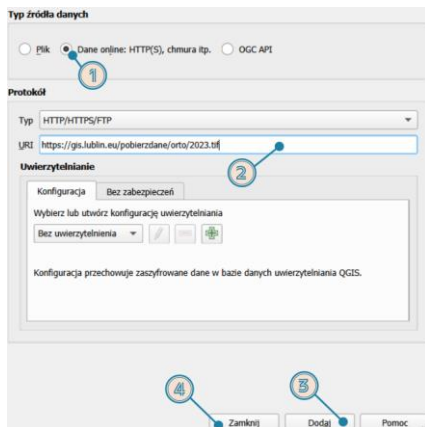 Typ źródła danych
Plik Dane online: HTTP(S), chmura itp. OGC API
1
Protokół
Typ HTTP/HTTPS/FTP
URI https://gis.lublin.eu/pobierzdane/orto/2023.tif
2
Uwierzytelnianie
Konfiguracja Bez zabezpieczeń
Wybierz lub utwórz konfigurację uwierzytelniania
Bez uwierzytelnienia
Konfiguracja przechowuje zaszyfrowane dane w bazie danych uwierzytelniania QGIS.
4 3
Zamknij Dodaj Pomoc